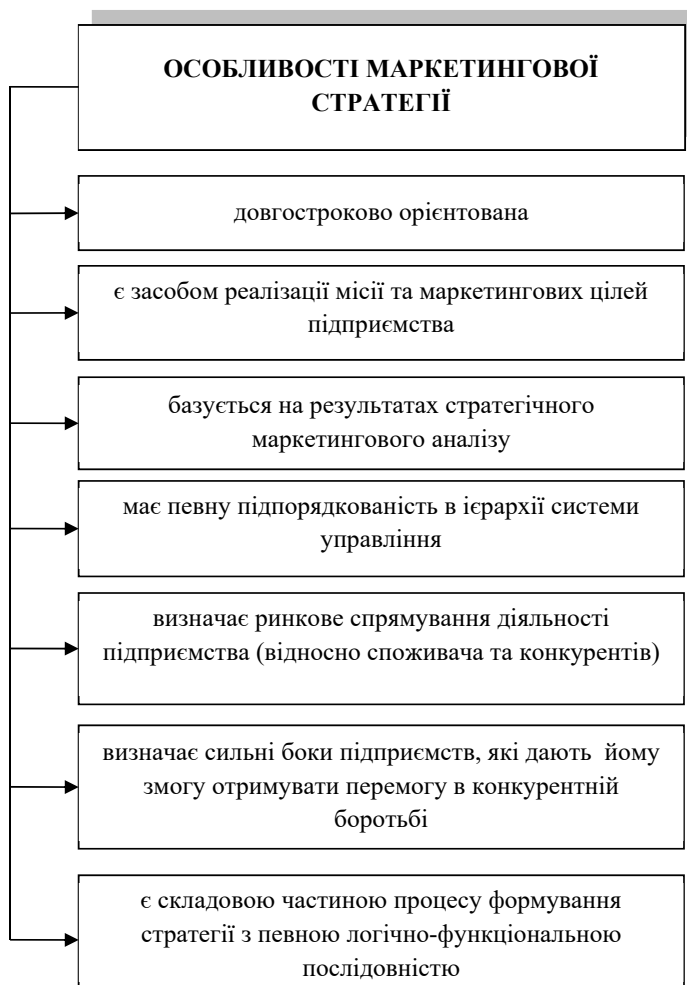 ОСОБЛИВОСТІ МАРКЕТИНГОВОЇ
СТРАТЕГІЇ
довгостроково орієнтована
є засобом реалізації місії та маркетингових цілей
підприємства
базується на результатах стратегічного
маркетингового аналізу
має певну підпорядкованість в ієрархії системи
управління
визначає ринкове спрямування діяльності
підприємства (відносно споживача та конкурентів)
визначає сильні боки підприємств, які дають  йому
змогу отримувати перемогу в конкурентній
боротьбі
є складовою частиною процесу формування
стратегії з певною логічно-функціональною
послідовністю